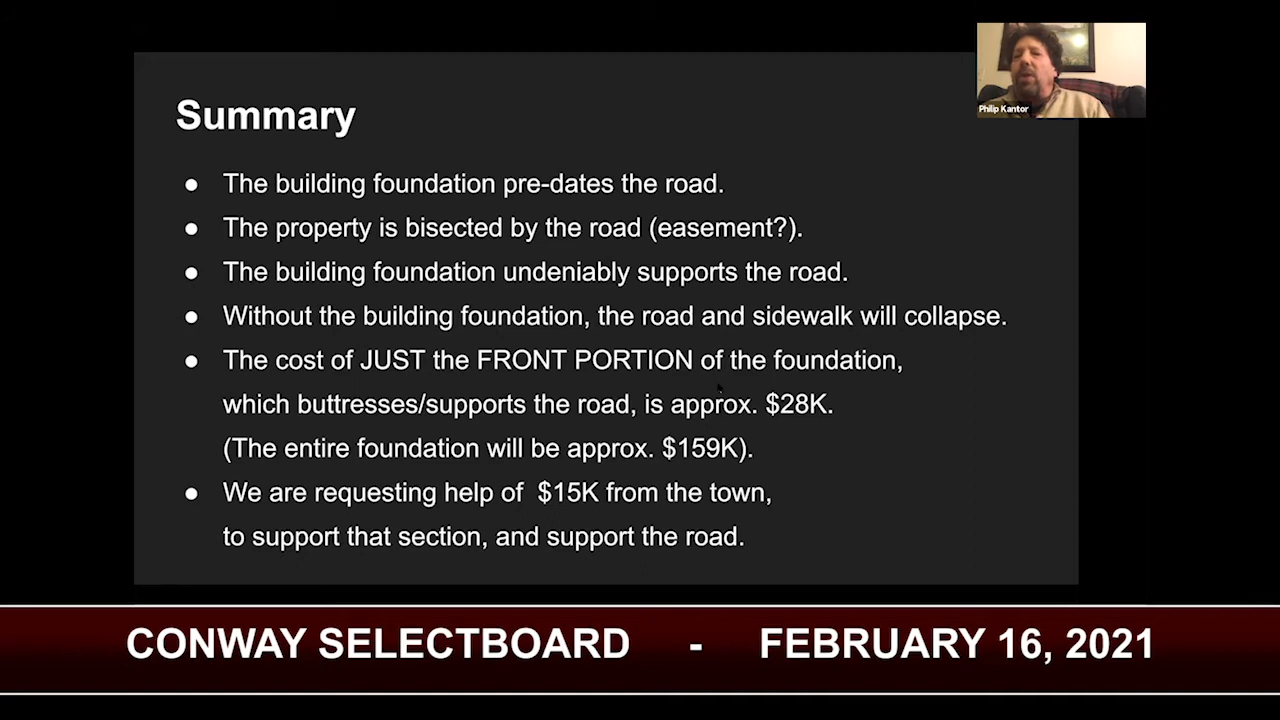 Summary
Philip Kantor
● The building foundation pre-dates the road.
● The property is bisected by the road (easement?).
● The building foundation undeniably supports the road.
● Without the building foundation, the road and sidewalk will collapse.
● The cost of JUST the FRONT PORTION of the foundation,
which buttresses/supports the road, is approx. $28K.
(The entire foundation will be approx. $159K).
● We are requesting help of $15K from the town,
to support that section, and support the road.
CONWAY SELECTBOARD - FEBRUARY 16, 2021